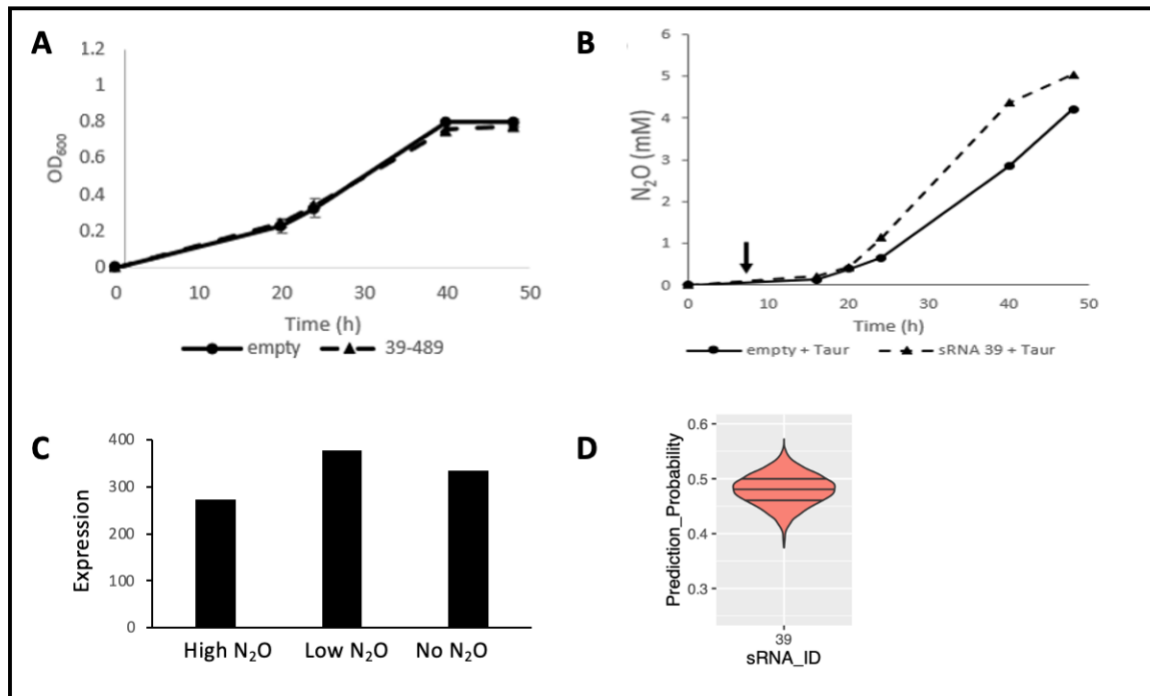 A
1.2
1
0.8
0.6
0.4
0.2
0
OD₆₀₀
0 10 20 30 40 50
Time (h)
empty 39-489
B
6
5
4
3
2
1
0
N₂O (mM)
0 10 20 30 40 50
Time (h)
empty + Taur sRNA 39 + Taur
C
400
300
200
100
0
Expression
High N₂O Low N₂O No N₂O
D
0.6
0.5
0.4
0.3
Prediction_Probability
39
sRNA_ID